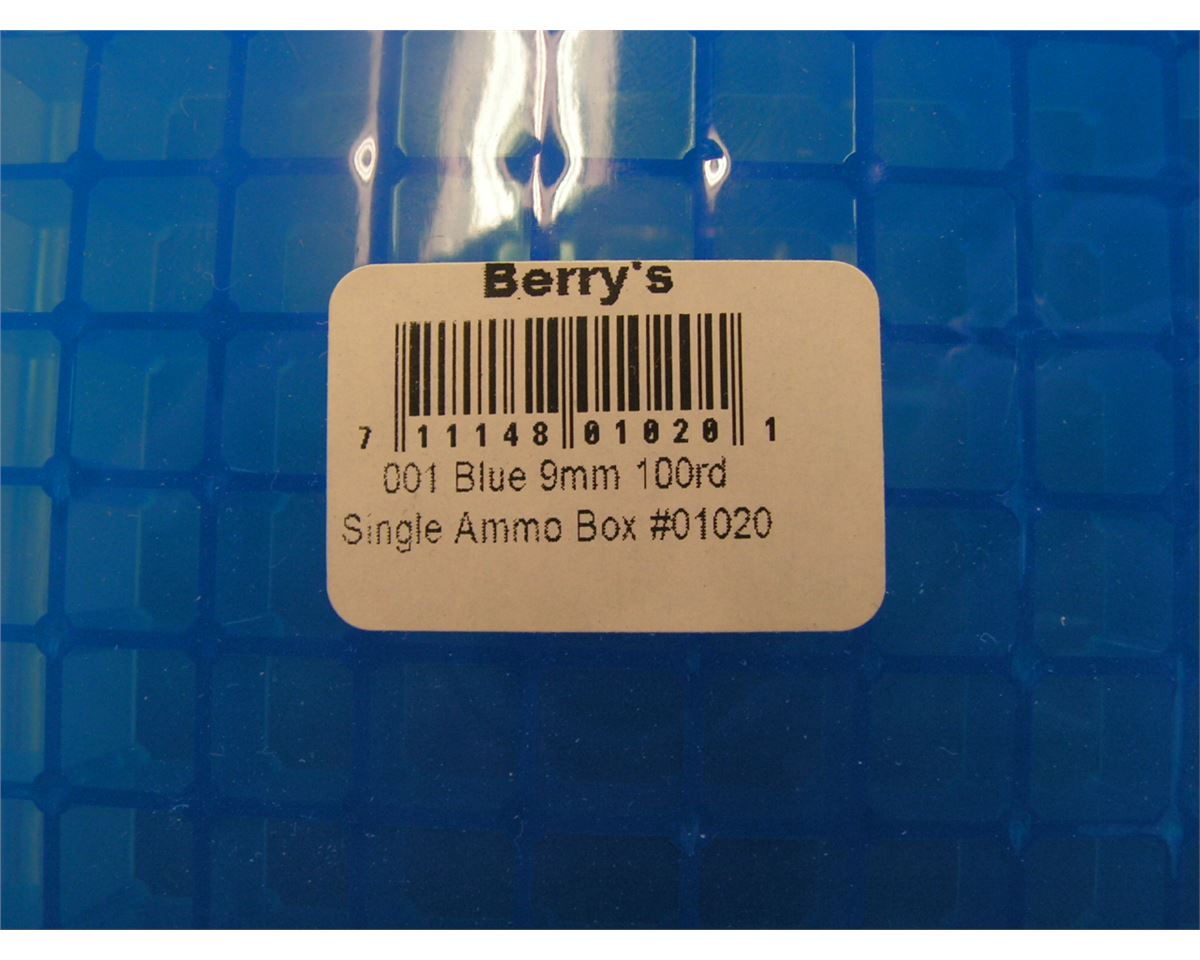 Berry's
7 11148 01020 1
001 Blue 9mm 100rd
Single Ammo Box #01020